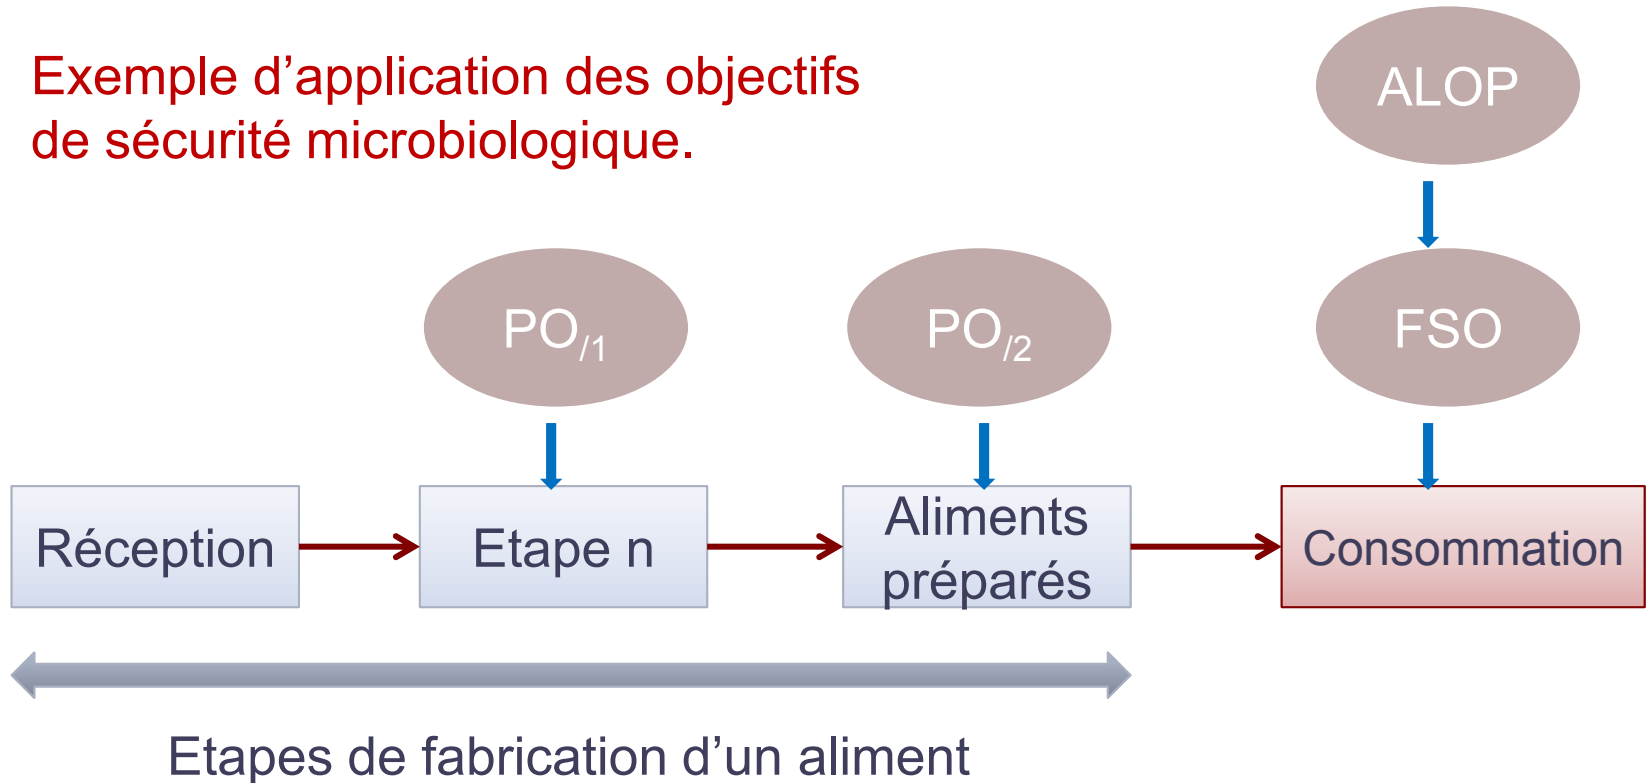 Exemple d’application des objectifs
de sécurité microbiologique.
ALOP
PO/1
PO/2
FSO
Réception
Etape n
Aliments
préparés
Consommation
Etapes de fabrication d’un aliment